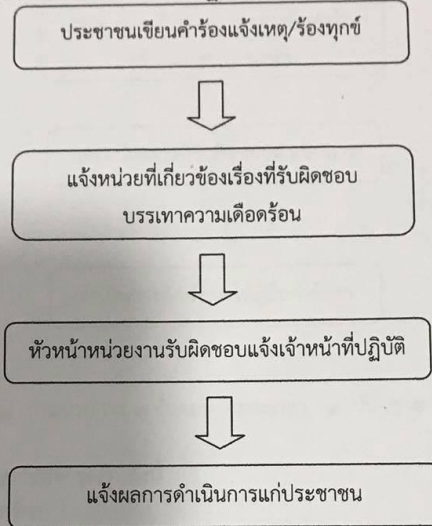 ประชาชนเขียนคำร้องแจ้งเหตุ/ร้องทุกข์
แจ้งหน่วยที่เกี่ยวข้องเรื่องที่รับผิดชอบ
บรรเทาความเดือดร้อน
หัวหน้าหน่วยงานรับผิดชอบแจ้งเจ้าหน้าที่ปฏิบัติ
แจ้งผลการดำเนินการแก่ประชาชน